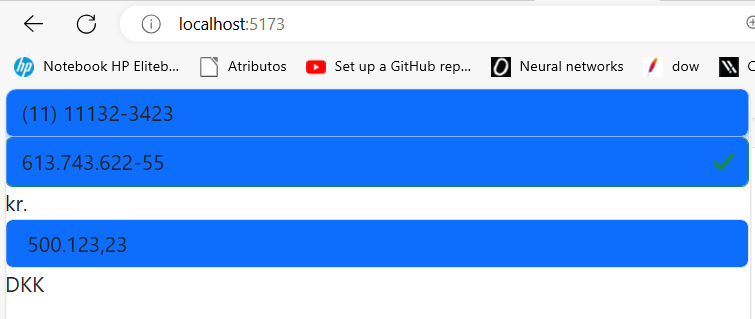 localhost:5173
Notebook HP Eliteb... Atributos Set up a GitHub rep... Neural networks dow
(11) 11132-3423
613.743.622-55
kr.
500.123,23
DKK